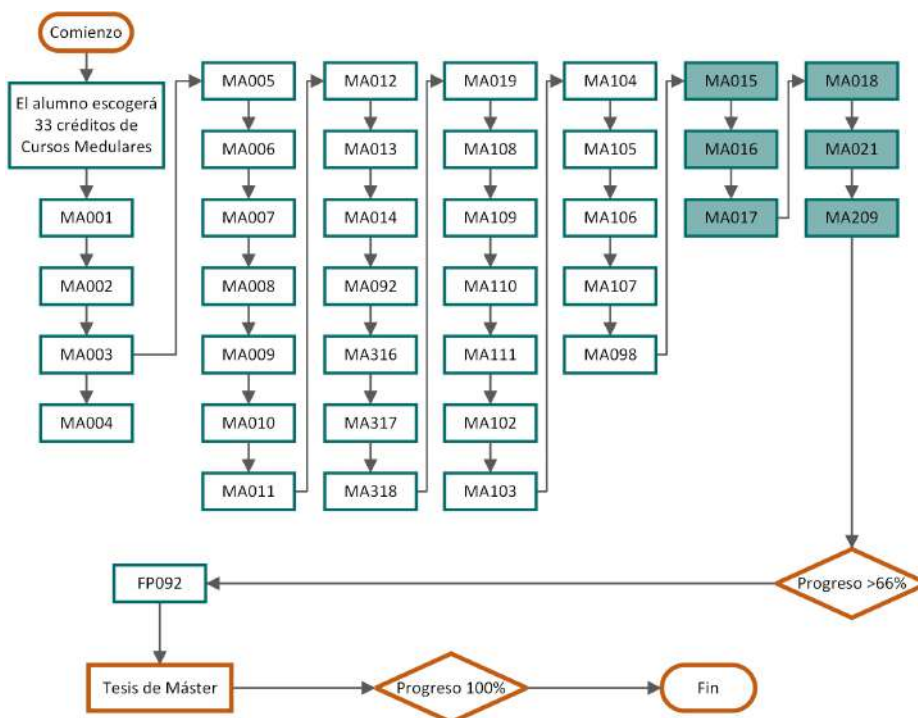 Comienzo
El alumno escogerá
33 créditos de
Cursos Medulares
MA001
MA002
MA003
MA004
MA005
MA006
MA007
MA008
MA009
MA010
MA011
MA012
MA013
MA014
MA092
MA316
MA317
MA318
MA019
MA108
MA109
MA110
MA111
MA102
MA103
MA104
MA105
MA106
MA107
MA098
MA015
MA016
MA017
MA018
MA021
MA209
Progreso >66%
FP092
Tesis de Máster
Progreso 100%
Fin